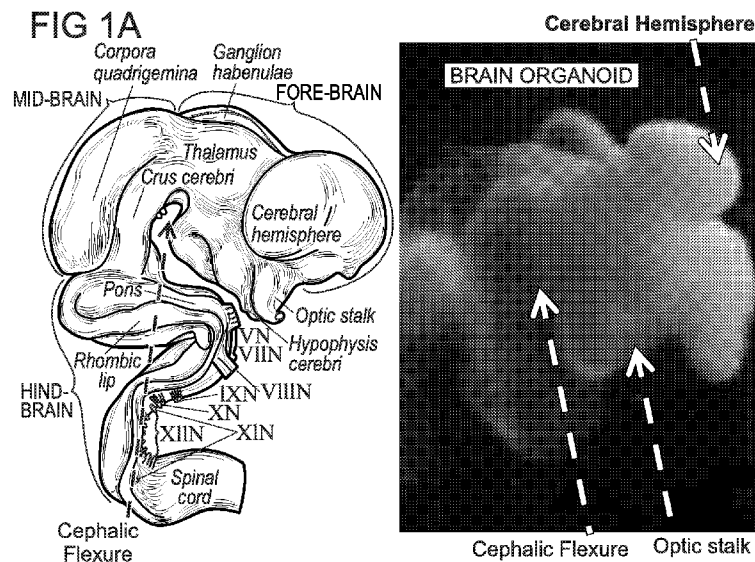 FIG 1A
Corpora
quadrigemina
Ganglion
habenulae
MID-BRAIN
FORE-BRAIN
Thalamus
Crus cerebri
Cerebral
hemisphere
Pons
Optic stalk
Hypophysis
cerebri
VN
VIIN
Rhombic
lip
VIIIN
HIND-
BRAIN
IXN
XN
XIIN
XIN
Spinal
cord
Cephalic
Flexure
Cerebral Hemisphere
BRAIN ORGANOID
Cephalic Flexure
Optic stalk